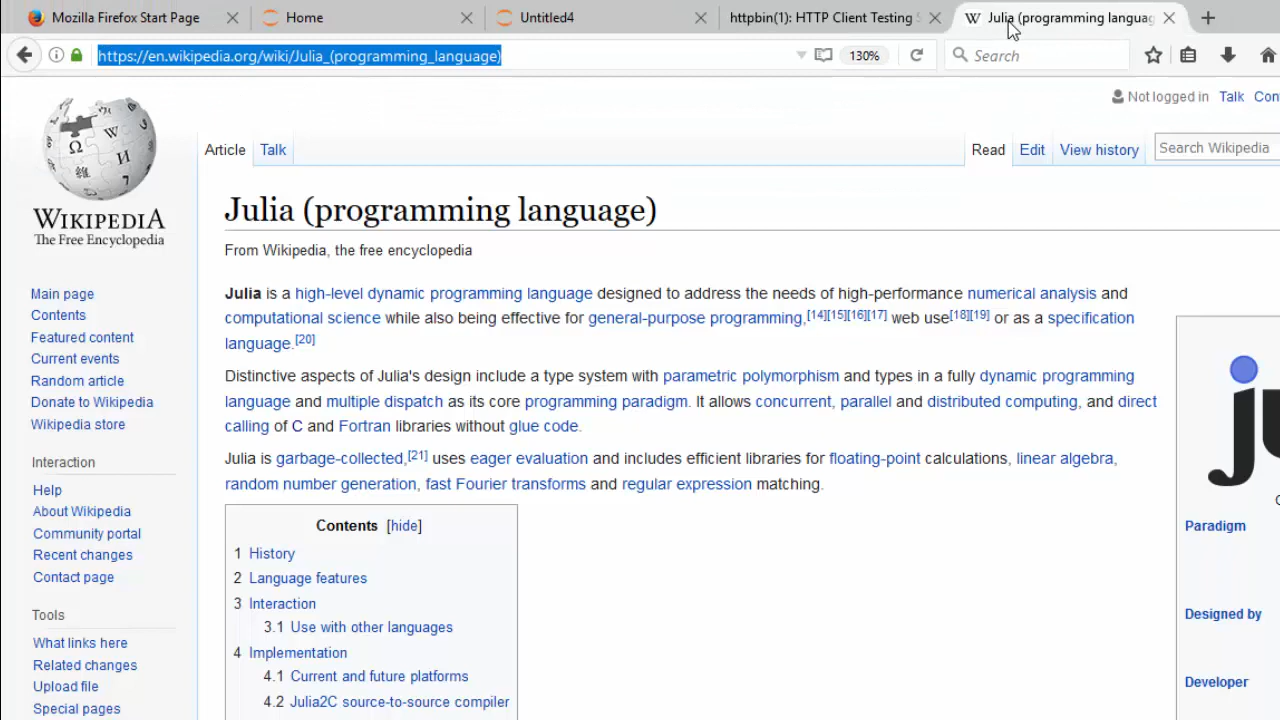 Mozilla Firefox Start Page
Home
Untitled4
httpbin(1): HTTP Client Testing S
Julia (programming languag
https://en.wikipedia.org/wiki/Julia_(programming_language)
130%
Search
Not logged in Talk Con
Article Talk
Read Edit View history
Search Wikipedia
WIKIPEDIA
The Free Encyclopedia
Julia (programming language)
From Wikipedia, the free encyclopedia
Julia is a high-level dynamic programming language designed to address the needs of high-performance numerical analysis and
computational science while also being effective for general-purpose programming,[14][15][16][17] web use[18][19] or as a specification
language.[20]
Distinctive aspects of Julia's design include a type system with parametric polymorphism and types in a fully dynamic programming
language and multiple dispatch as its core programming paradigm. It allows concurrent, parallel and distributed computing, and direct
calling of C and Fortran libraries without glue code.
Julia is garbage-collected,[21] uses eager evaluation and includes efficient libraries for floating-point calculations, linear algebra,
random number generation, fast Fourier transforms and regular expression matching.
Contents [hide]
1 History
2 Language features
3 Interaction
3.1 Use with other languages
4 Implementation
4.1 Current and future platforms
4.2 Julia2C source-to-source compiler
Main page
Contents
Featured content
Current events
Random article
Donate to Wikipedia
Wikipedia store
Interaction
Help
About Wikipedia
Community portal
Recent changes
Contact page
Tools
What links here
Related changes
Upload file
Special pages
ju
Paradigm
Designed by
Developer